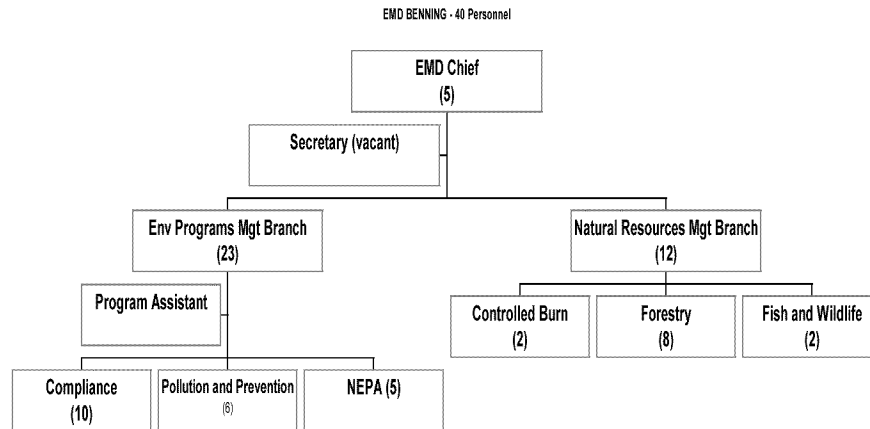 EMD BENNING - 40 Personnel
EMD Chief
(5)
Secretary (vacant)
Env Programs Mgt Branch
(23)
Natural Resources Mgt Branch
(12)
Program Assistant
Controlled Burn
(2)
Forestry
(8)
Fish and Wildlife
(2)
Compliance
(10)
Pollution and Prevention
(6)
NEPA (5)